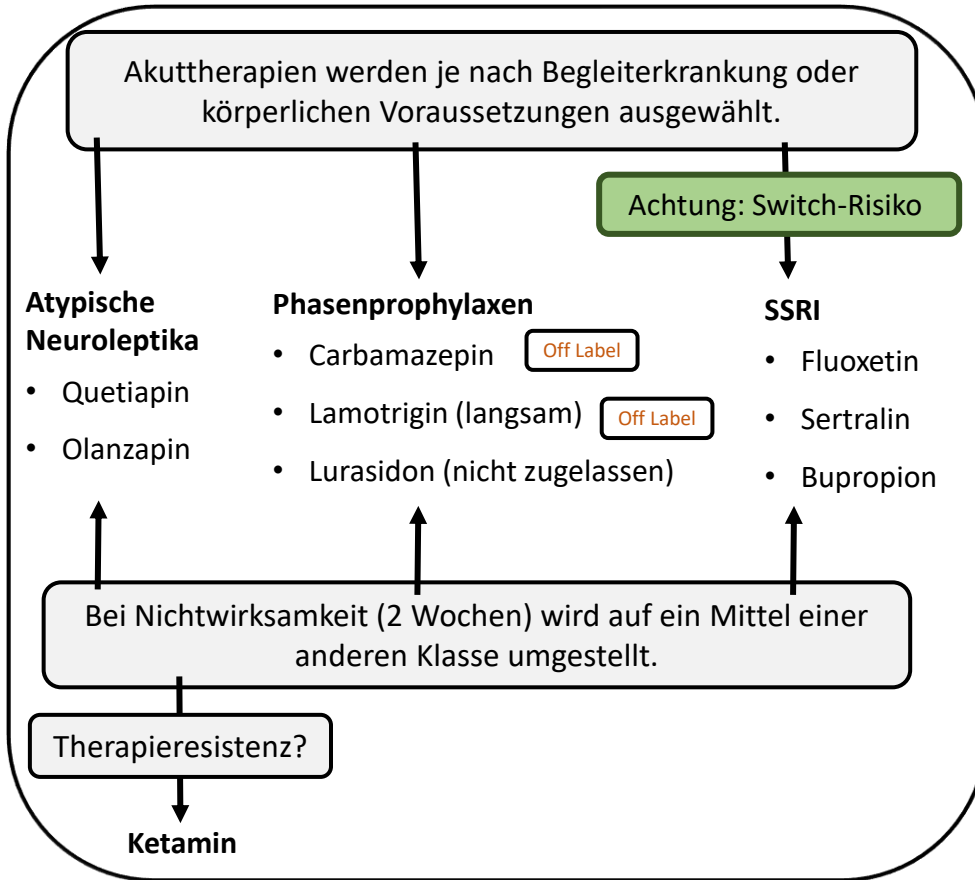 Akuttherapien werden je nach Begleiterkrankung oder
körperlichen Voraussetzungen ausgewählt.
Achtung: Switch-Risiko
Atypische
Neuroleptika
• Quetiapin
• Olanzapin
Phasenprophylaxen
• Carbamazepin Off Label
• Lamotrigin (langsam) Off Label
• Lurasidon (nicht zugelassen)
SSRI
• Fluoxetin
• Sertralin
• Bupropion
Bei Nichtwirksamkeit (2 Wochen) wird auf ein Mittel einer
anderen Klasse umgestellt.
Therapieresistenz?
Ketamin